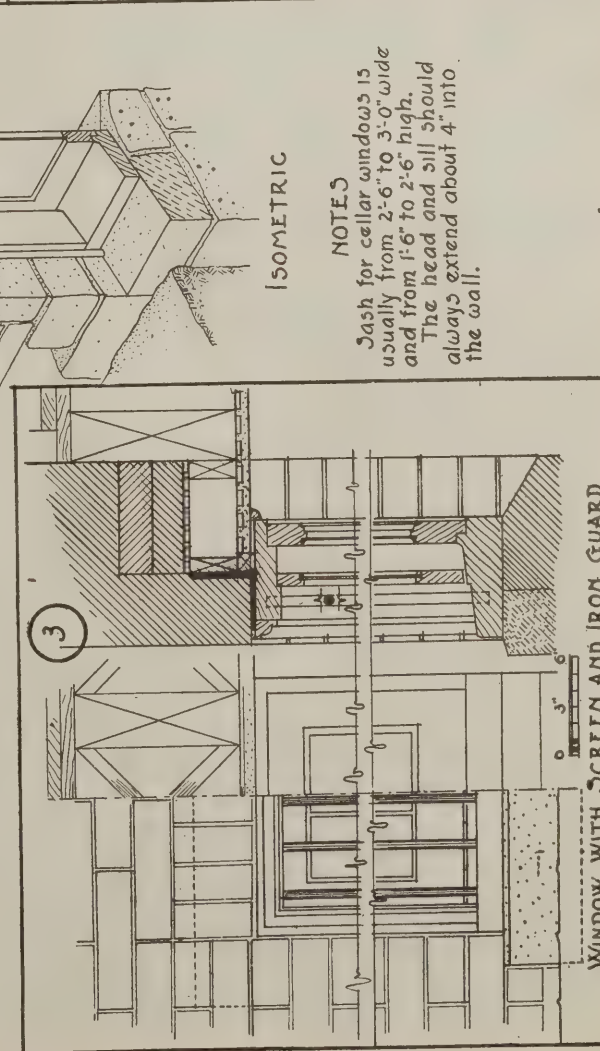 ISOMETRIC
NOTES
Sash for cellar windows is
usually from 2'-6" to 3'-0" wide
and from 1'-6" to 2'-6" high.
The head and sill should
always extend about 4" into
the wall.
3
0 3" 6
WINDOW WITH SCREEN AND IRON GUARD